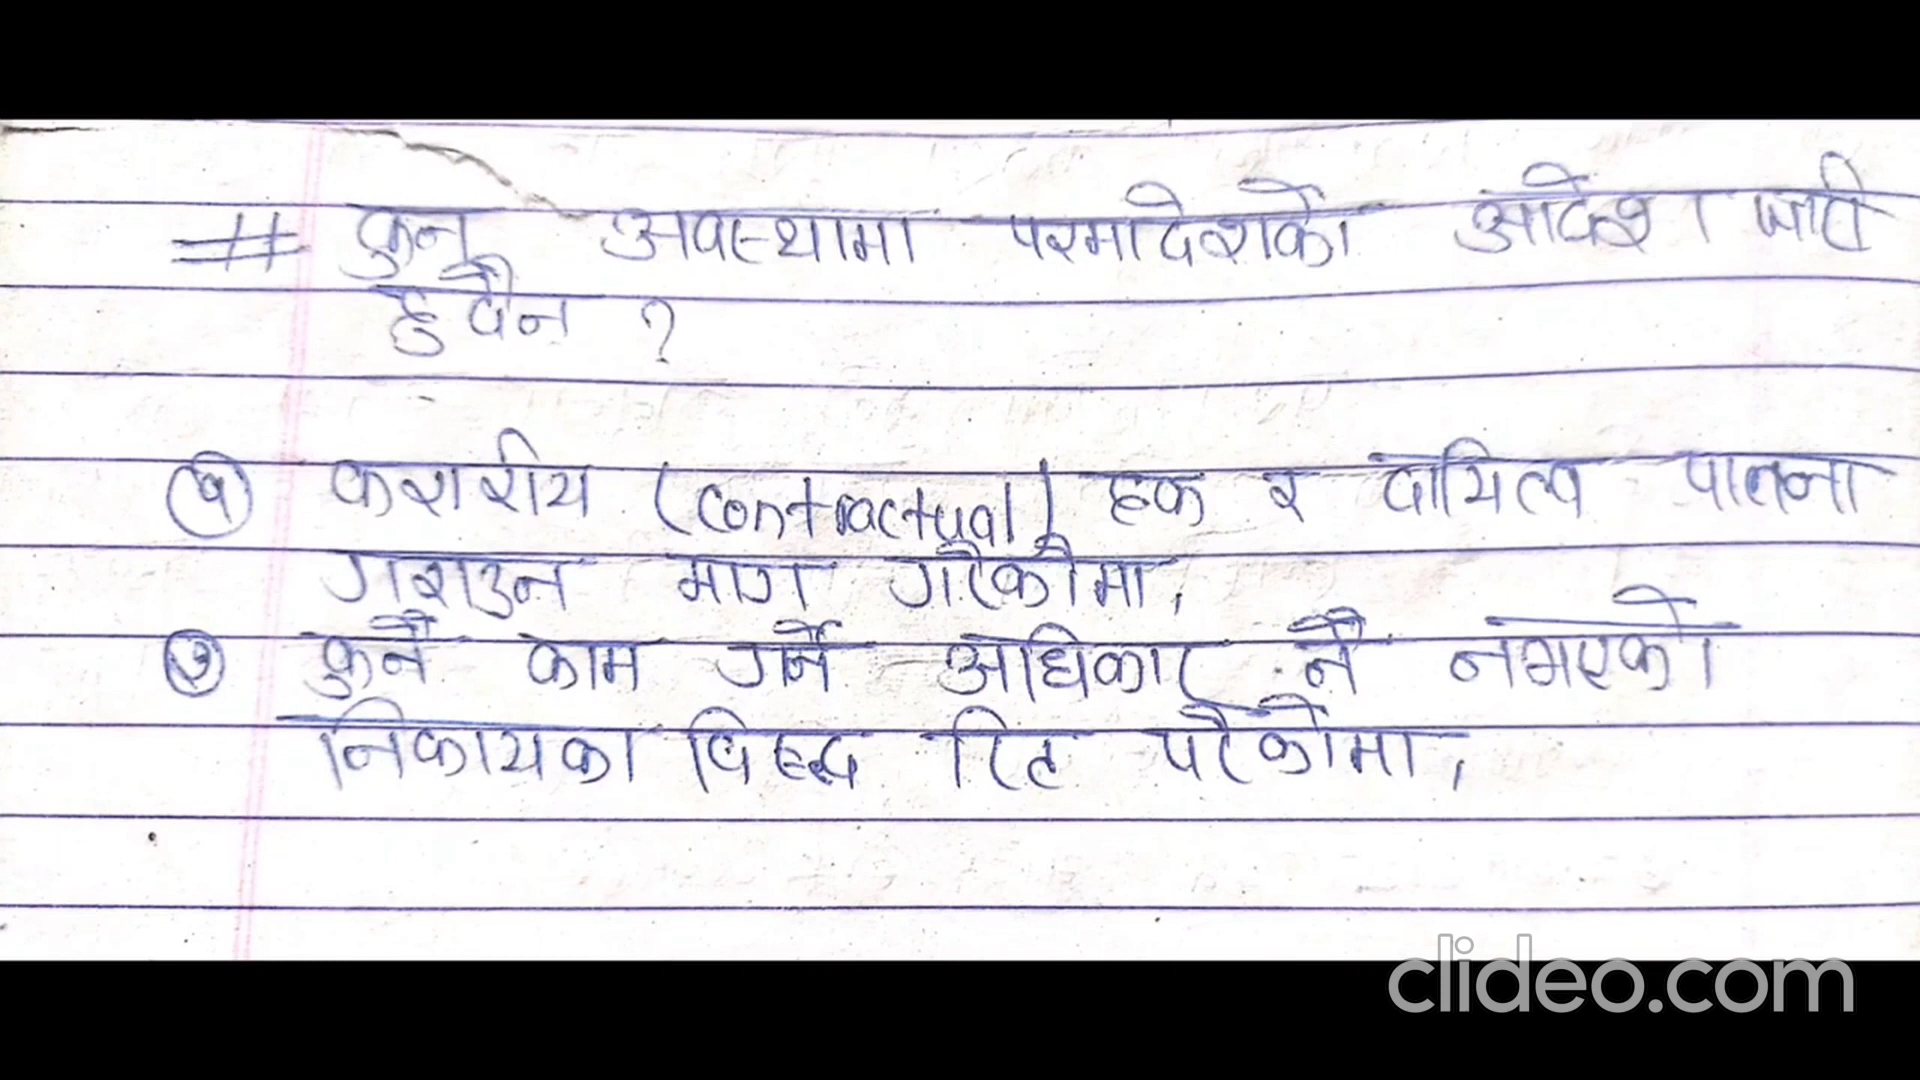 # कुन अवस्थामा परमादेशको आदेश जारी
हुदैन ?
(१) करारीय (contractual) हक र दायित्व पालना
गराउन माग गरेकोमा,
(२) कुनै काम गर्ने अधिकार नै नभएको
निकायका विरुद्ध रिट परेकोमा,
clideo.com